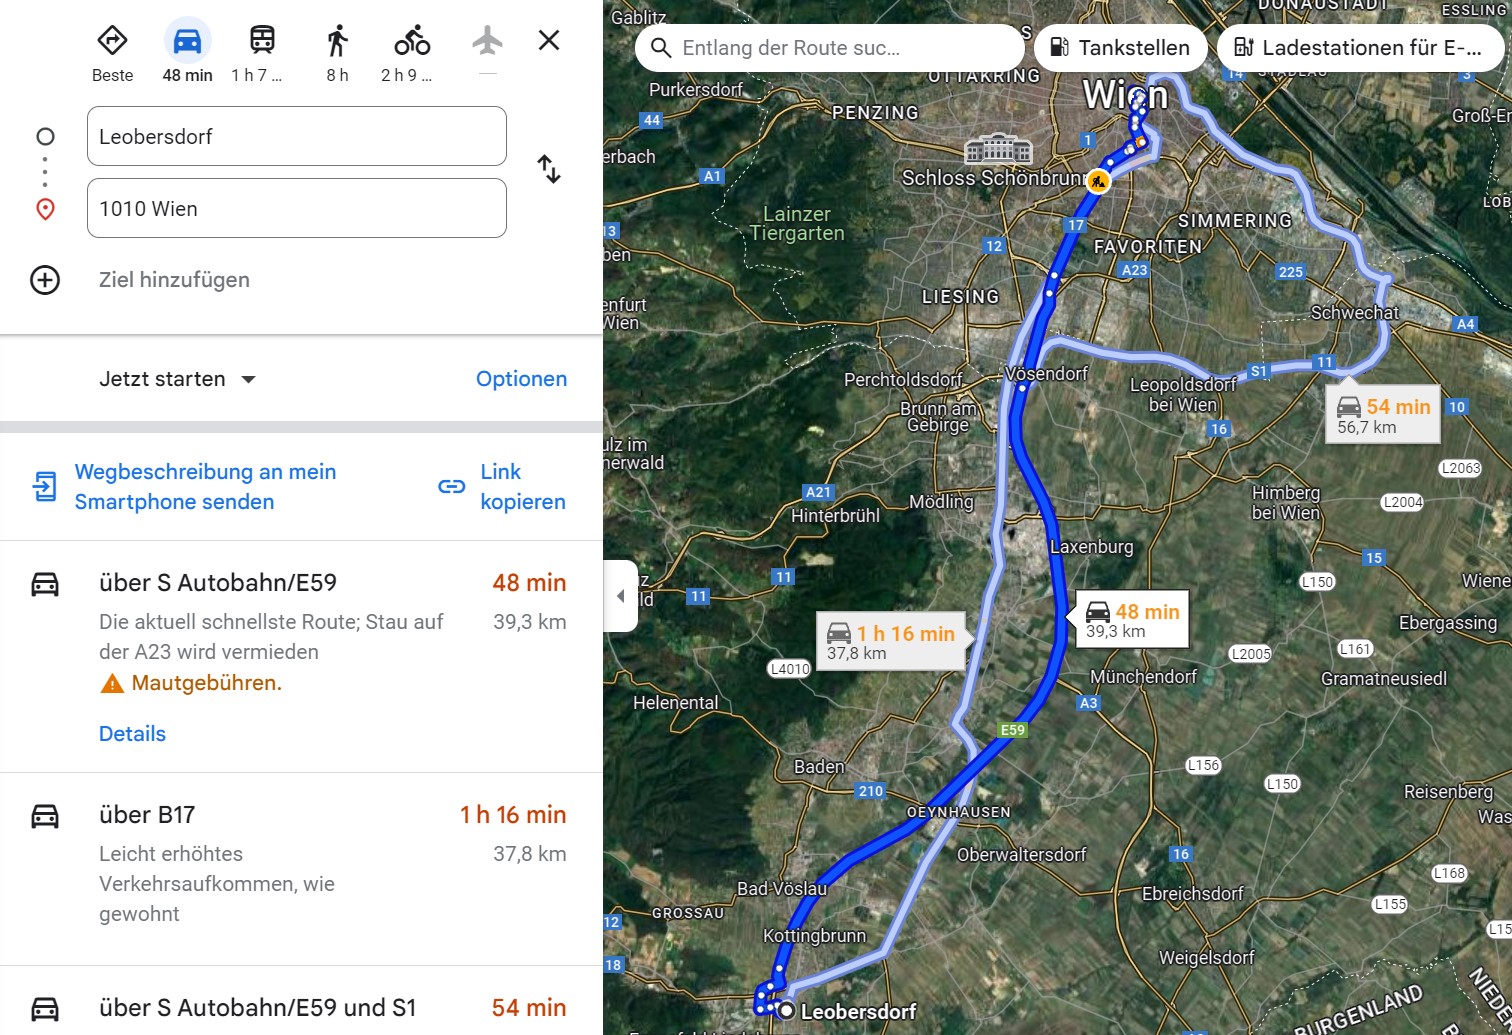 Beste
48 min
1 h 7 ...
8 h
2 h 9 ...
Leobersdorf
1010 Wien
Ziel hinzufügen
Jetzt starten
Optionen
Wegbeschreibung an mein
Smartphone senden
Link
kopieren
über S Autobahn/E59
48 min
Die aktuell schnellste Route; Stau auf
der A23 wird vermieden
39,3 km
Mautgebühren.
Details
über B17
1 h 16 min
Leicht erhöhtes
Verkehrsaufkommen, wie
gewohnt
37,8 km
über S Autobahn/E59 und S1
54 min
Entlang der Route suc...
Tankstellen
Ladestationen für E-...
Gablitz
DONAUSTADT
ESSLING
OTTAKRING
Wien
14
STADLAU
3
Purkersdorf
PENZING
44
Groß-En
1
erbach
A1
Schloss Schönbrunn
Lainzer
Tiergarten
SIMMERING
LOB
13
17
12
FAVORITEN
ben
A23
225
LIESING
enfurt
Wien
Schwechat
A4
Vösendorf
11
S1
Perchtoldsdorf
Leopoldsdorf
bei Wien
54 min
56,7 km
10
Brunn am
Gebirge
16
ulz im
nerwald
L2063
A21
Mödling
Himberg
bei Wien
L2004
Hinterbrühl
Laxenburg
15
11
11
L150
Wiene
48 min
39,3 km
1 h 16 min
37,8 km
Ebergassing
L2005
L161
L4010
Münchendorf
Gramatneusiedl
Helenental
A3
E59
Baden
L156
L150
210
Reisenberg
OEYNHAUSEN
Was
Oberwaltersdorf
16
L168
Bad Vöslau
Ebreichsdorf
L155
GROSSAU
12
Kottingbrunn
L15
Weigelsdorf
18
Leobersdorf
BURGENLAND